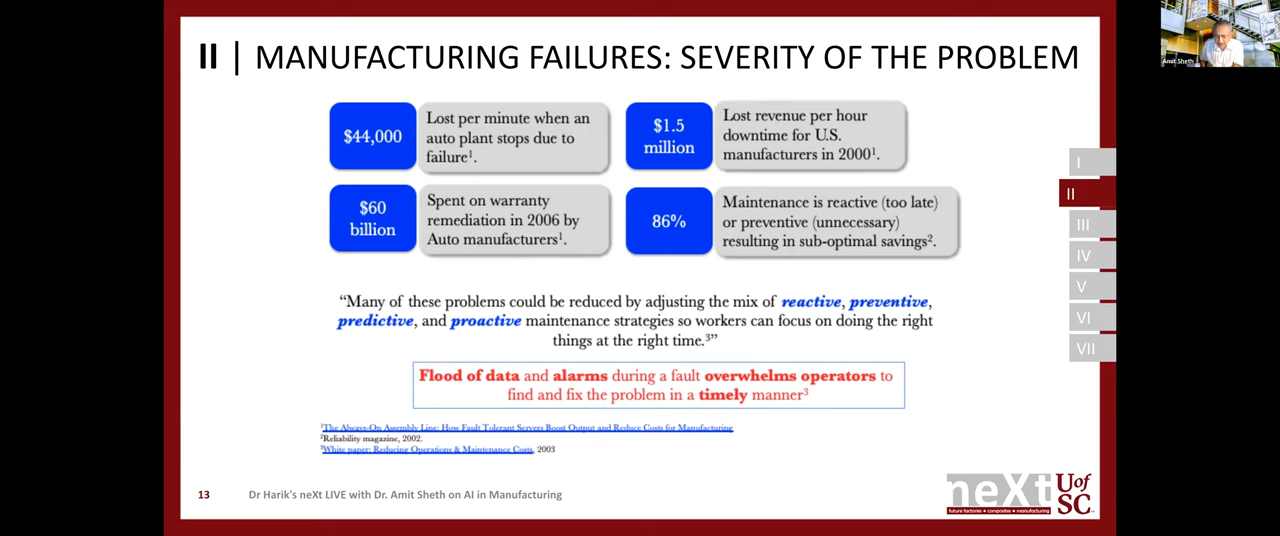 II | MANUFACTURING FAILURES: SEVERITY OF THE PROBLEM
$44,000
Lost per minute when an
auto plant stops due to
failure¹.
$1.5
million
Lost revenue per hour
downtime for U.S.
manufacturers in 2000¹.
$60
billion
Spent on warranty
remediation in 2006 by
Auto manufacturers¹.
86%
Maintenance is reactive (too late)
or preventive (unnecessary)
resulting in sub-optimal savings².
“Many of these problems could be reduced by adjusting the mix of reactive, preventive,
predictive, and proactive maintenance strategies so workers can focus on doing the right
things at the right time.³”
Flood of data and alarms during a fault overwhelms operators to
find and fix the problem in a timely manner³
¹The Always-On Assembly Line: How Fault Tolerant Servers Boost Output and Reduce Costs for Manufacturing
²Reliability magazine, 2002.
³White paper: Reducing Operations & Maintenance Costs, 2003
13
Dr Harik's neXt LIVE with Dr. Amit Sheth on AI in Manufacturing
neXt
future factories • composites • manufacturing
UofSC
I
II
III
IV
V
VI
VII
Amit Sheth